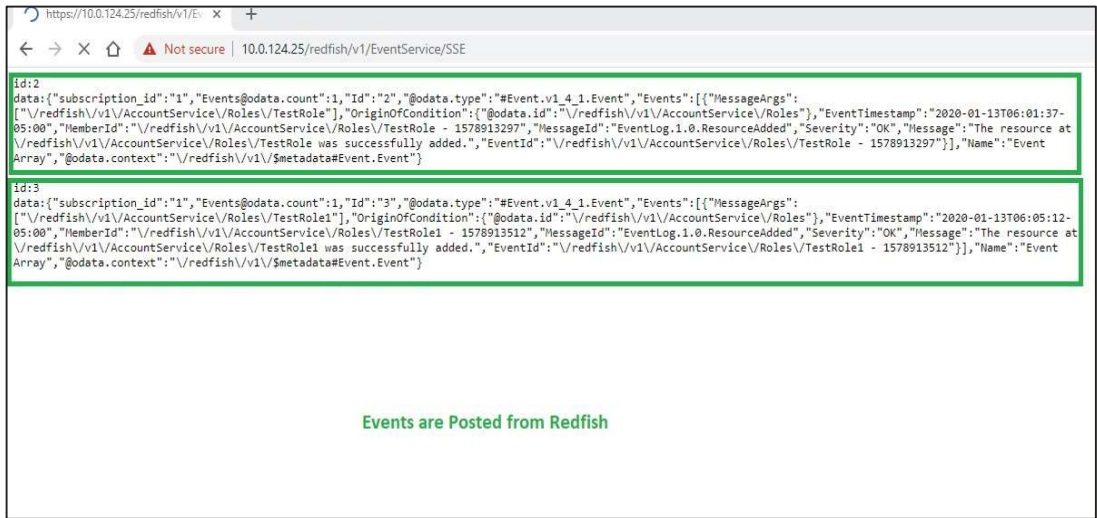 https://10.0.124.25/redfish/v1/Ev
Not secure | 10.0.124.25/redfish/v1/EventService/SSE
id:2
data:{"subscription_id":"1","Events@odata.count":1,"Id":"2","@odata.type":"#Event.v1_4_1.Event","Events":[{"MessageArgs":
["\/redfish\/v1\/AccountService\/Roles\/TestRole"],"OriginOfCondition":{"@odata.id":"\/redfish\/v1\/AccountService\/Roles"},"EventTimestamp":"2020-01-13T06:01:37-
05:00","MemberId":"\/redfish\/v1\/AccountService\/Roles\/TestRole - 1578913297","MessageId":"EventLog.1.0.ResourceAdded","Severity":"OK","Message":"The resource at
\/redfish\/v1\/AccountService\/Roles\/TestRole was successfully added.","EventId":"\/redfish\/v1\/AccountService\/Roles\/TestRole - 1578913297"}],"Name":"Event
Array","@odata.context":"\/redfish\/v1\/$metadata#Event.Event"}
id:3
data:{"subscription_id":"1","Events@odata.count":1,"Id":"3","@odata.type":"#Event.v1_4_1.Event","Events":[{"MessageArgs":
["\/redfish\/v1\/AccountService\/Roles\/TestRole1"],"OriginOfCondition":{"@odata.id":"\/redfish\/v1\/AccountService\/Roles"},"EventTimestamp":"2020-01-13T06:05:12-
05:00","MemberId":"\/redfish\/v1\/AccountService\/Roles\/TestRole1 - 1578913512","MessageId":"EventLog.1.0.ResourceAdded","Severity":"OK","Message":"The resource at
\/redfish\/v1\/AccountService\/Roles\/TestRole1 was successfully added.","EventId":"\/redfish\/v1\/AccountService\/Roles\/TestRole1 - 1578913512"}],"Name":"Event
Array","@odata.context":"\/redfish\/v1\/$metadata#Event.Event"}
Events are Posted from Redfish